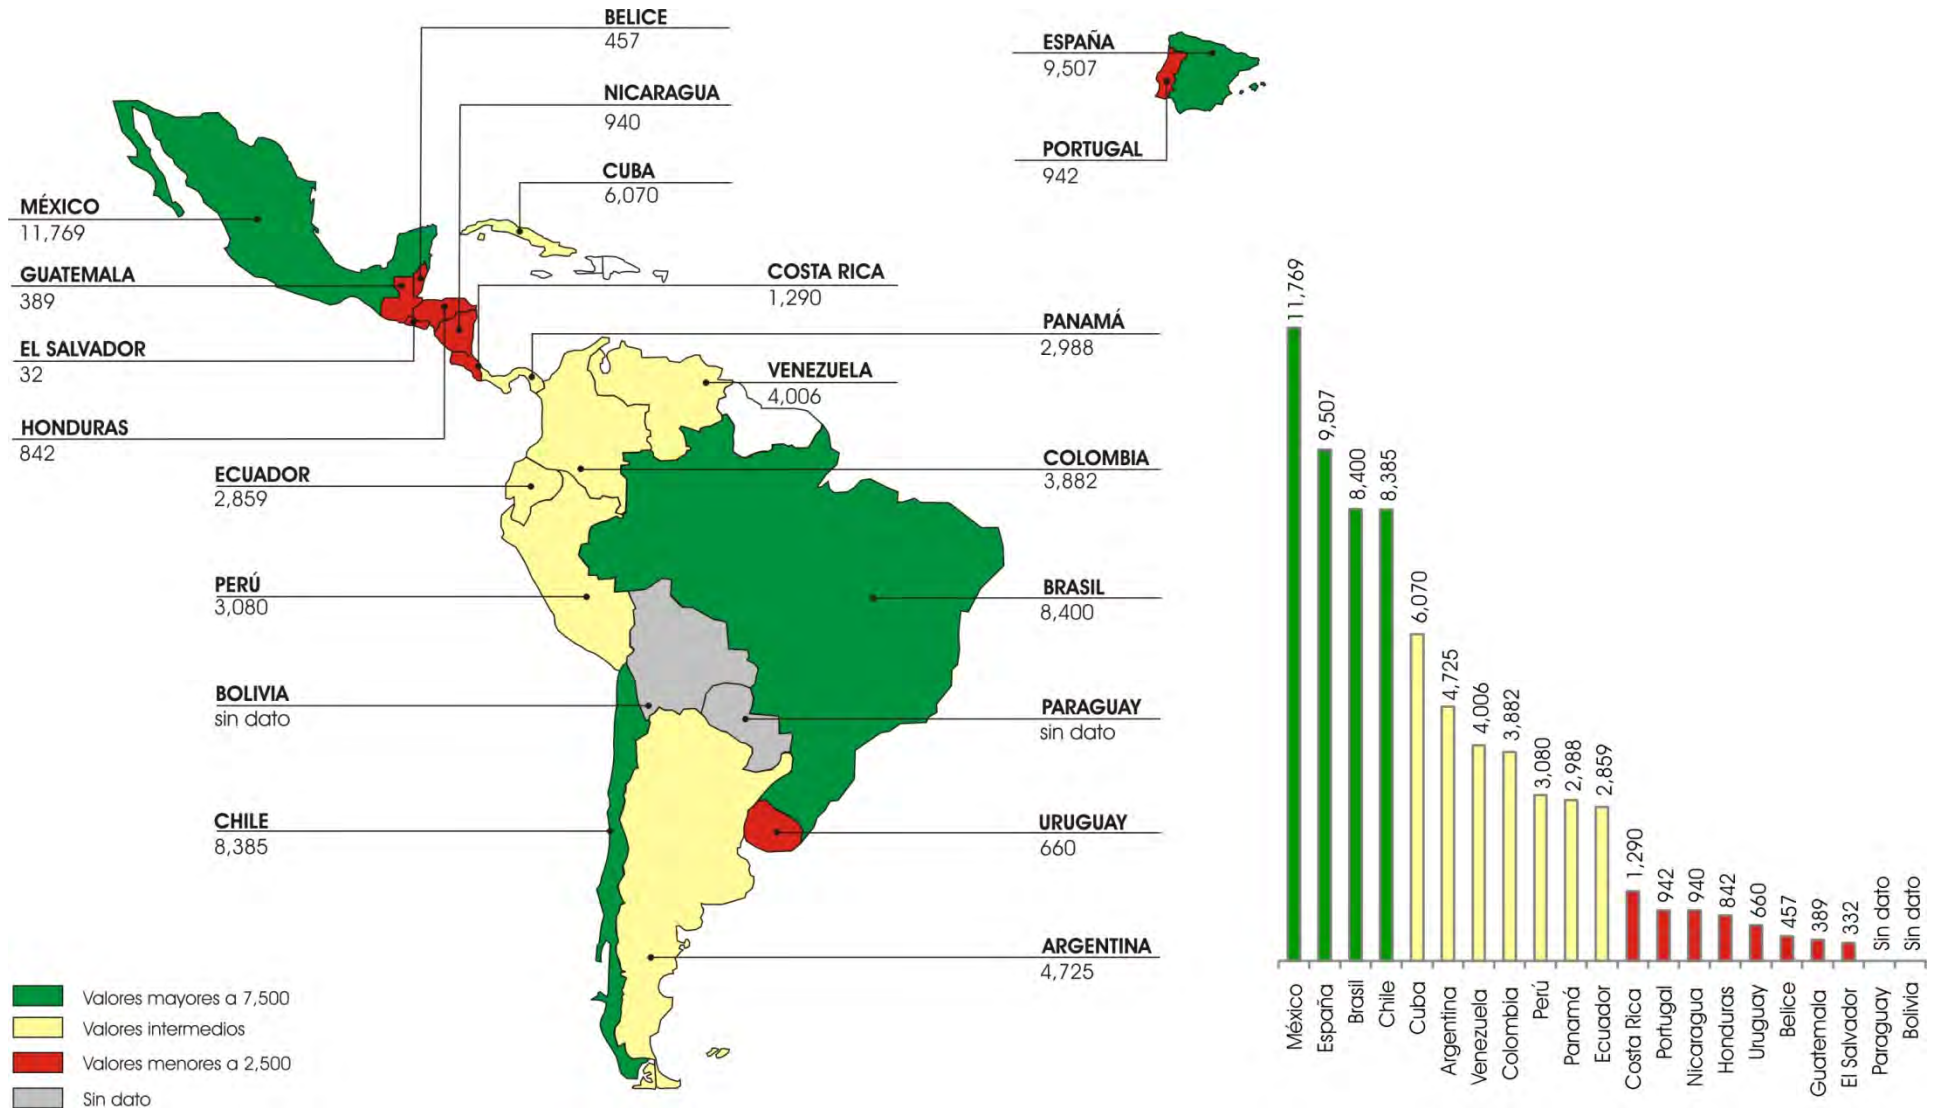 BELICE
457
NICARAGUA
940
CUBA
6,070
ESPAÑA
9,507
PORTUGAL
942
MÉXICO
11,769
GUATEMALA
389
EL SALVADOR
32
HONDURAS
842
COSTA RICA
1,290
PANAMÁ
2,988
VENEZUELA
4,006
COLOMBIA
3,882
ECUADOR
2,859
PERÚ
3,080
BRASIL
8,400
BOLIVIA
sin dato
PARAGUAY
sin dato
CHILE
8,385
URUGUAY
660
ARGENTINA
4,725
Valores mayores a 7,500
Valores intermedios
Valores menores a 2,500
Sin dato
11,769
9,507
8,400
8,385
6,070
4,725
4,006
3,882
3,080
2,988
2,859
1,290
942
940
842
660
457
389
332
Sin dato
Sin dato
México
España
Brasil
Chile
Cuba
Argentina
Venezuela
Colombia
Perú
Panamá
Ecuador
Costa Rica
Portugal
Nicaragua
Honduras
Uruguay
Belice
Guatemala
El Salvador
Paraguay
Bolivia